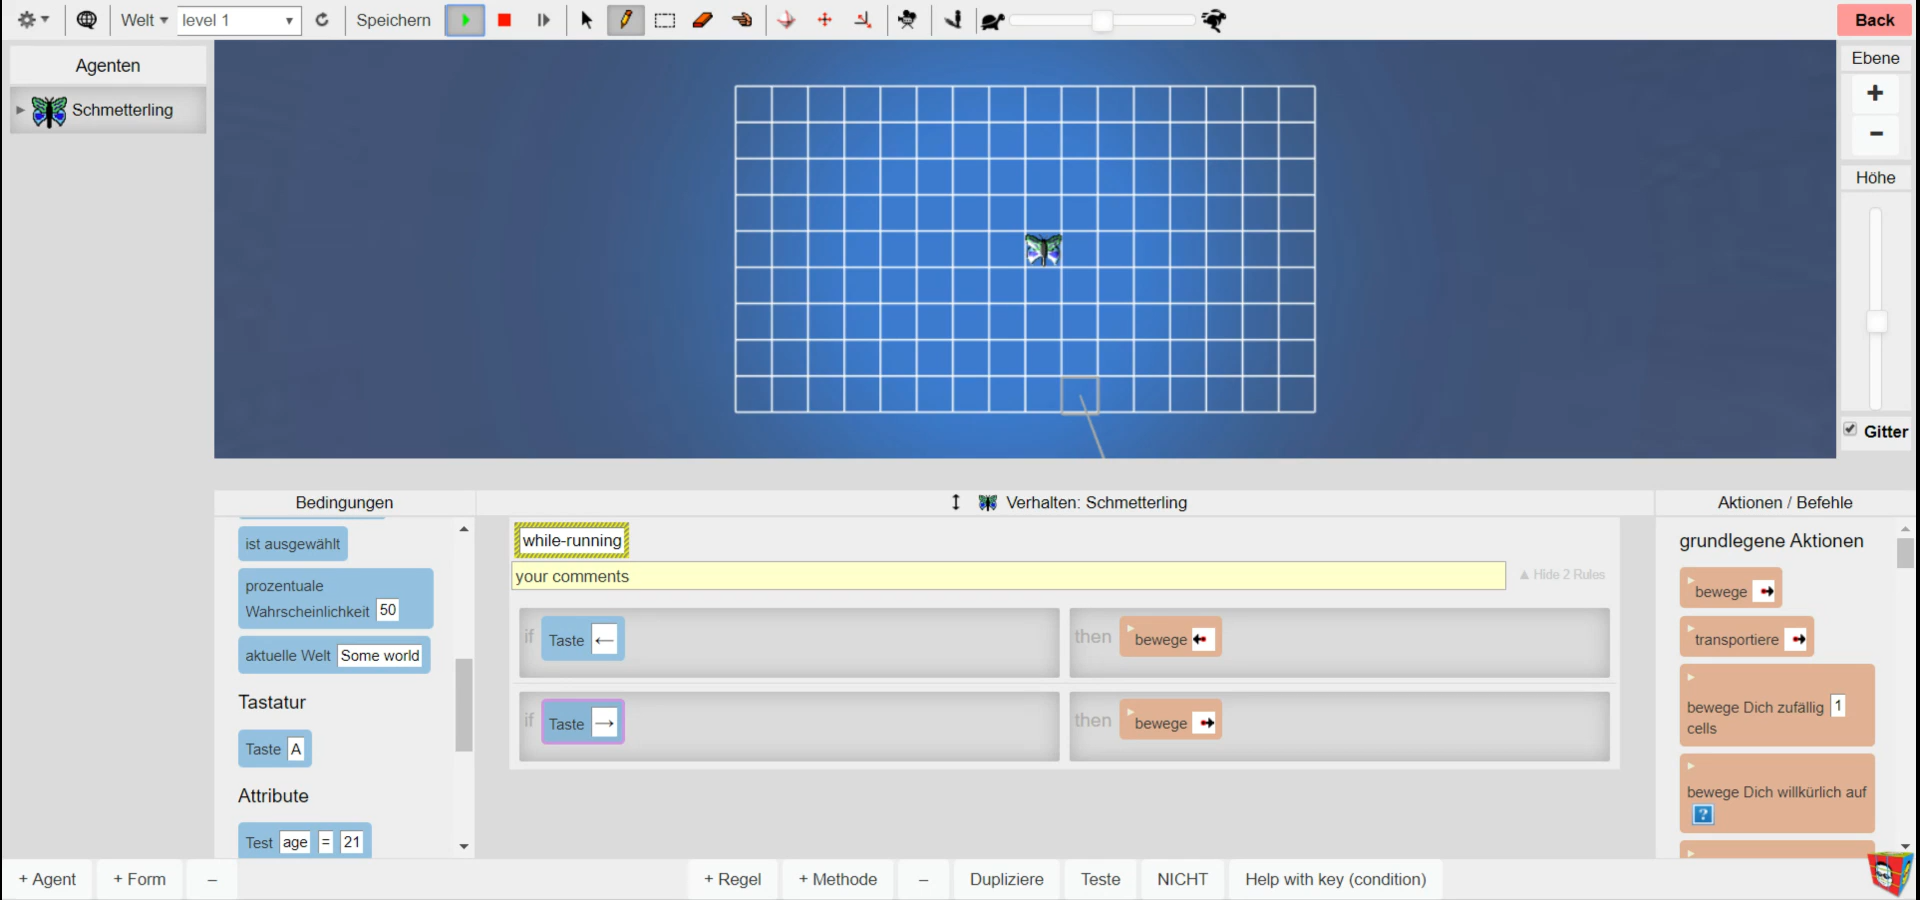 Welt
level 1
Speichern
Back
Agenten
Schmetterling
Ebene
+
-
Höhe
Gitter
Bedingungen
Verhalten: Schmetterling
Aktionen / Befehle
ist ausgewählt
prozentuale
Wahrscheinlichkeit 50
aktuelle Welt Some world
Tastatur
Taste A
Attribute
Test age = 21
while-running
your comments
▲ Hide 2 Rules
if Taste ← then bewege
if Taste → then bewege
grundlegene Aktionen
bewege
transportiere
bewege Dich zufällig 1
cells
bewege Dich willkürlich auf
?
+ Agent + Form – + Regel + Methode – Dupliziere Teste NICHT Help with key (condition)